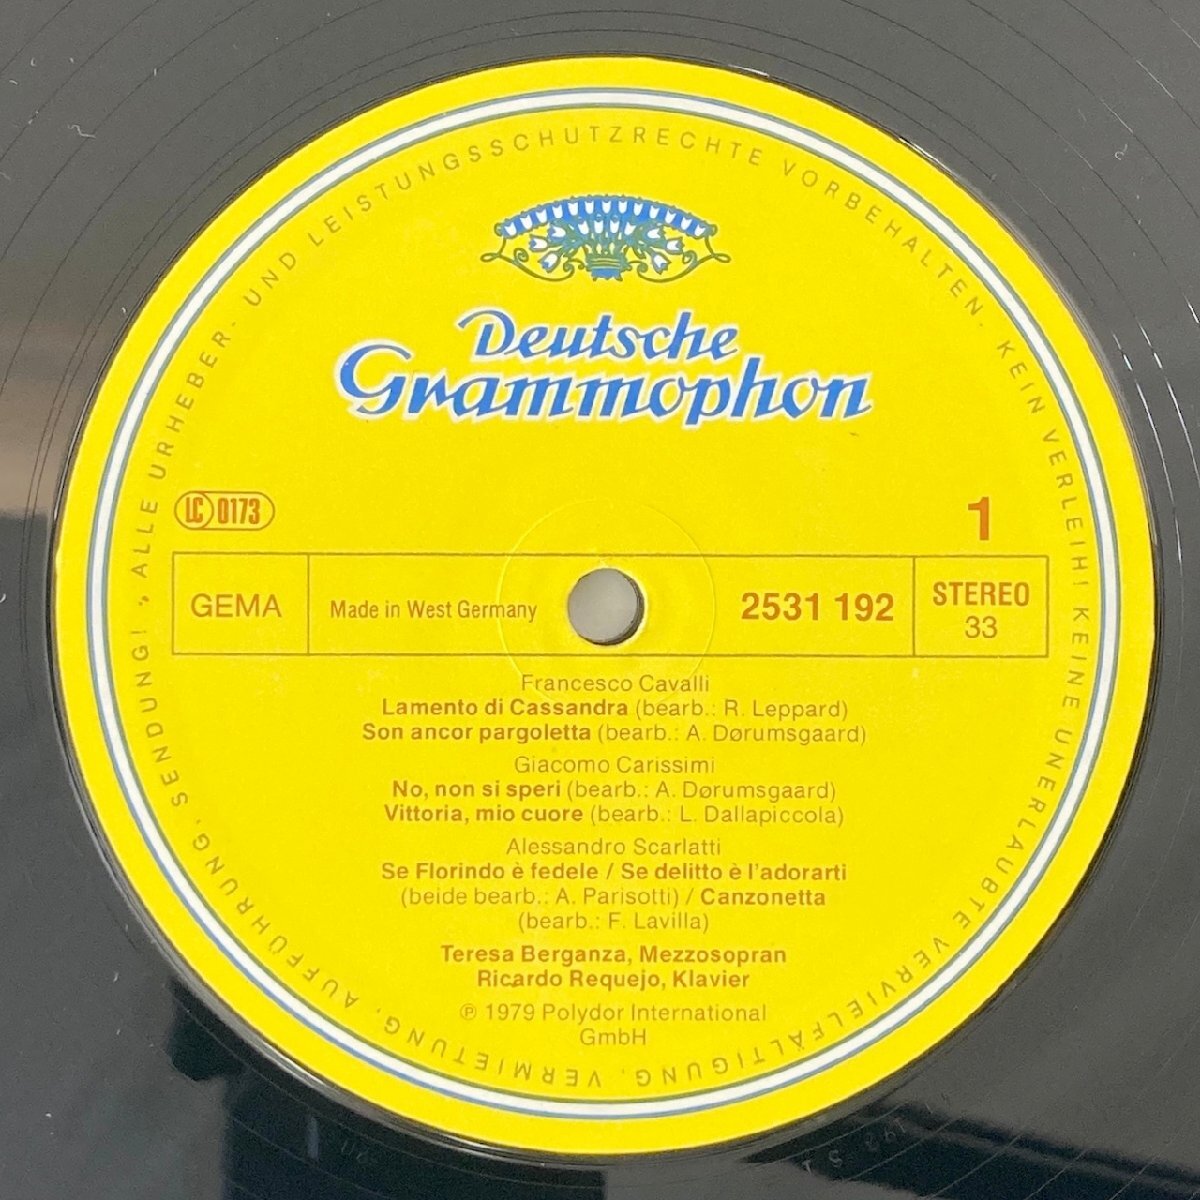 ALLE URHEBER- UND LEISTUNGSSCHUTZRECHTE VORBEHALTEN. KEIN VERLEIH! KEINE UNERLAUBTE VERVIELFÄLTIGUNG, VERMIETUNG, AUFFÜHRUNG, SENDUNG!
Deutsche
Grammophon
LC 0173
1
GEMA
Made in West Germany
2531 192
STEREO
33
Francesco Cavalli
Lamento di Cassandra (bearb.: R. Leppard)
Son ancor pargoletta (bearb.: A. Dørumsgaard)
Giacomo Carissimi
No, non si speri (bearb.: A. Dørumsgaard)
Vittoria, mio cuore (bearb.: L. Dallapiccola)
Alessandro Scarlatti
Se Florindo è fedele / Se delitto è l'adorarti
(beide bearb.: A. Parisotti) / Canzonetta
(bearb.: F. Lavilla)
Teresa Berganza, Mezzosopran
Ricardo Requejo, Klavier
℗ 1979 Polydor International
GmbH